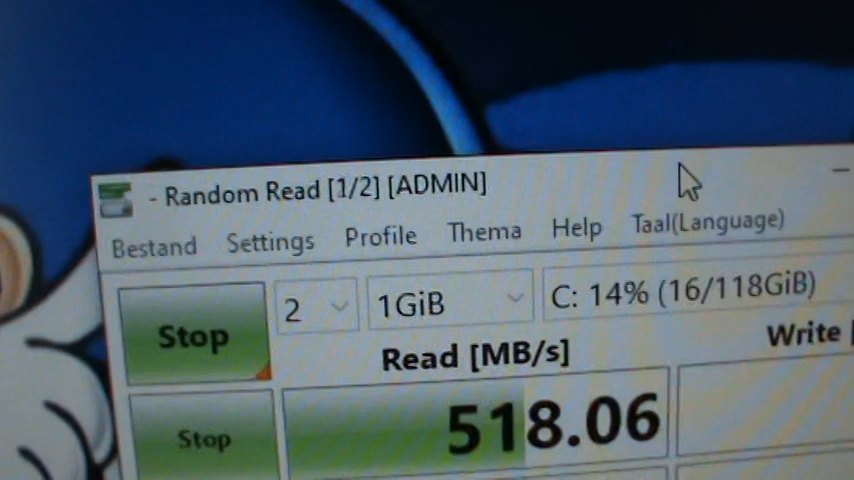 - Random Read [1/2] [ADMIN]
Bestand Settings Profile Thema Help Taal(Language)
Stop 2 1GiB C: 14% (16/118GiB)
Read [MB/s] Write [
Stop 518.06